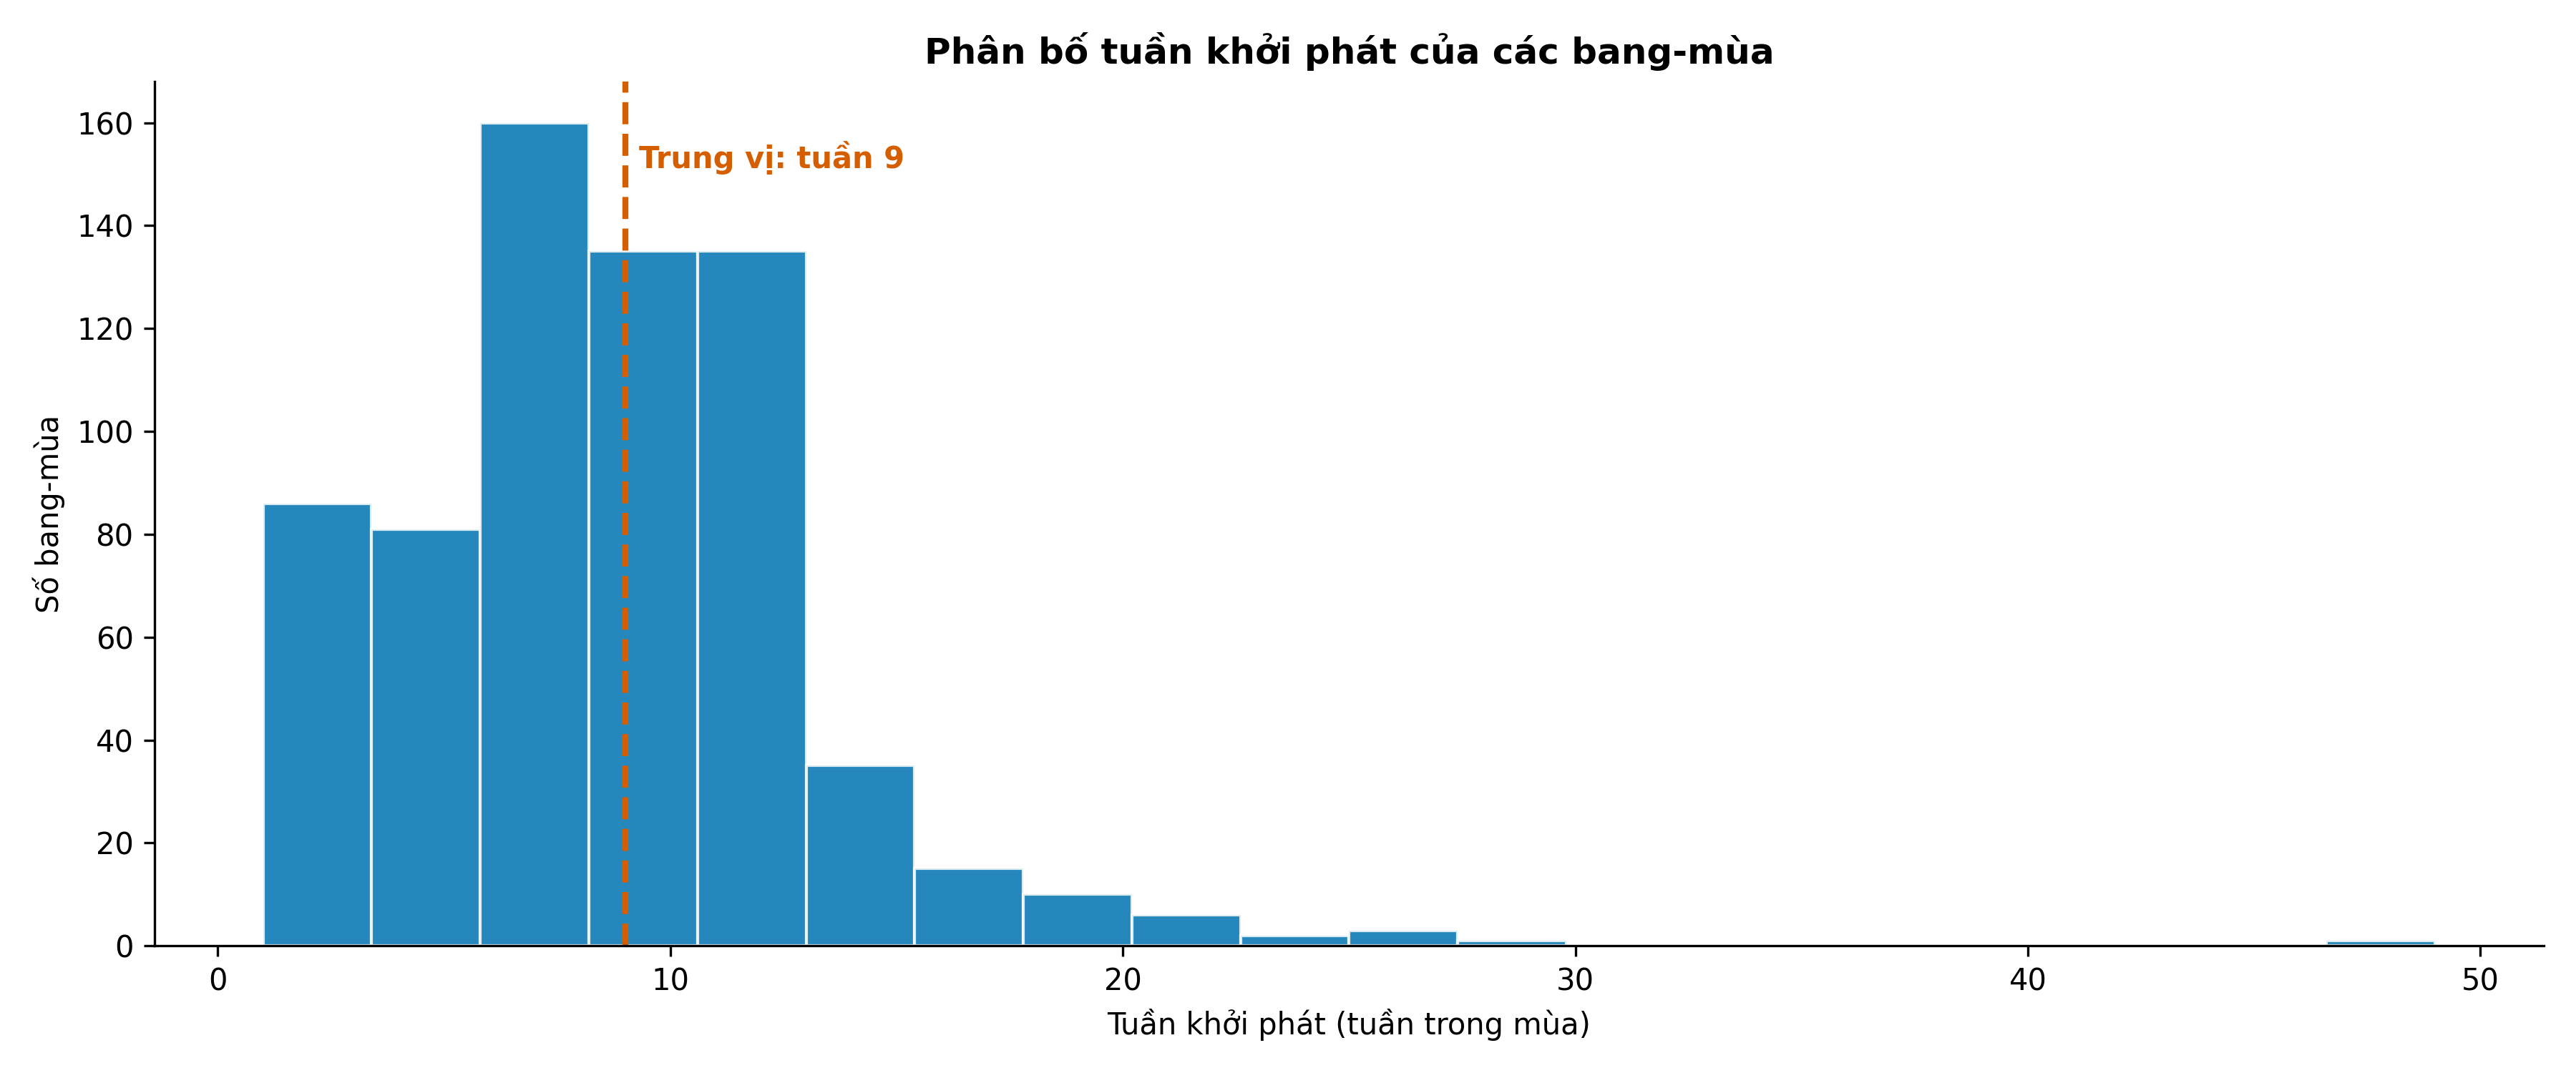 Phân bố tuần khởi phát của các bang-mùa
Trung vị: tuần 9
Số bang-mùa
160
140
120
100
80
60
40
20
0
0 10 20 30 40 50
Tuần khởi phát (tuần trong mùa)